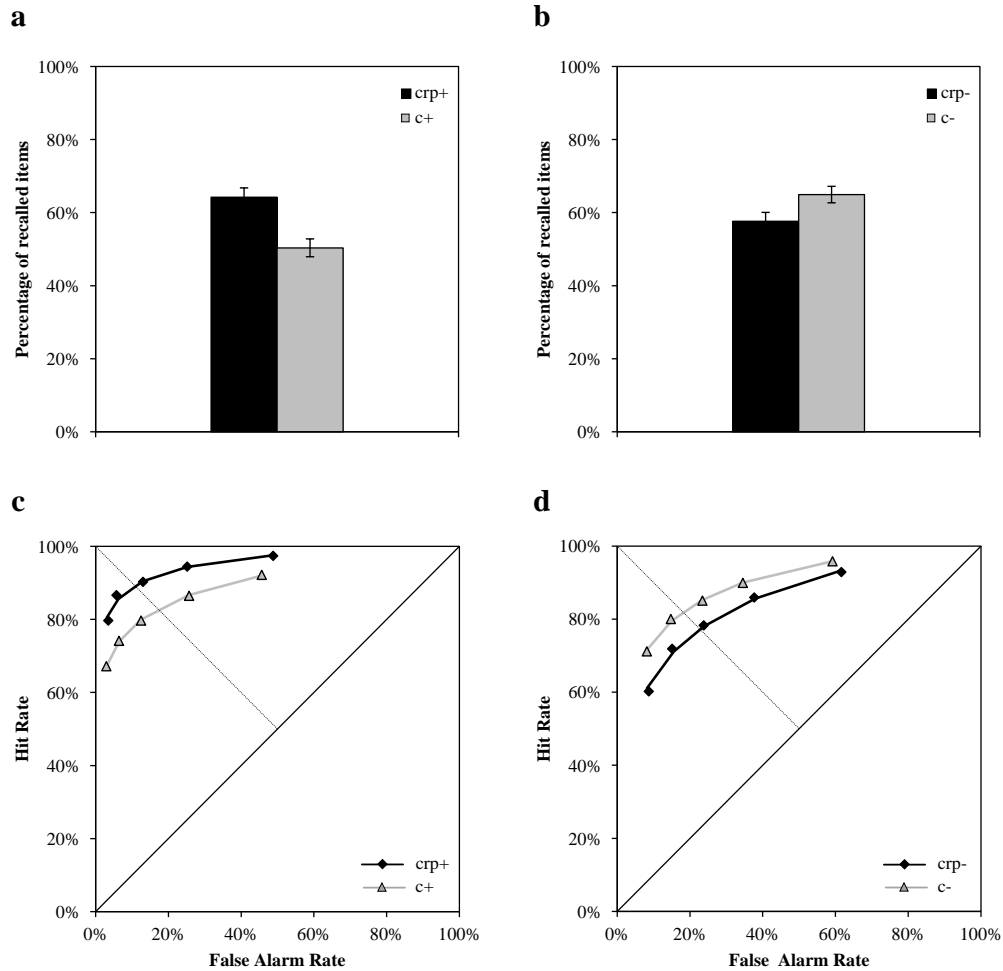 a
100%
80%
60%
40%
20%
0%
Percentage of recalled items
crp+
c+
b
100%
80%
60%
40%
20%
0%
Percentage of recalled items
crp-
c-
c
100%
80%
60%
40%
20%
0%
Hit Rate
crp+
c+
0% 20% 40% 60% 80% 100%
False Alarm Rate
d
100%
80%
60%
40%
20%
0%
Hit Rate
crp-
c-
0% 20% 40% 60% 80% 100%
False Alarm Rate